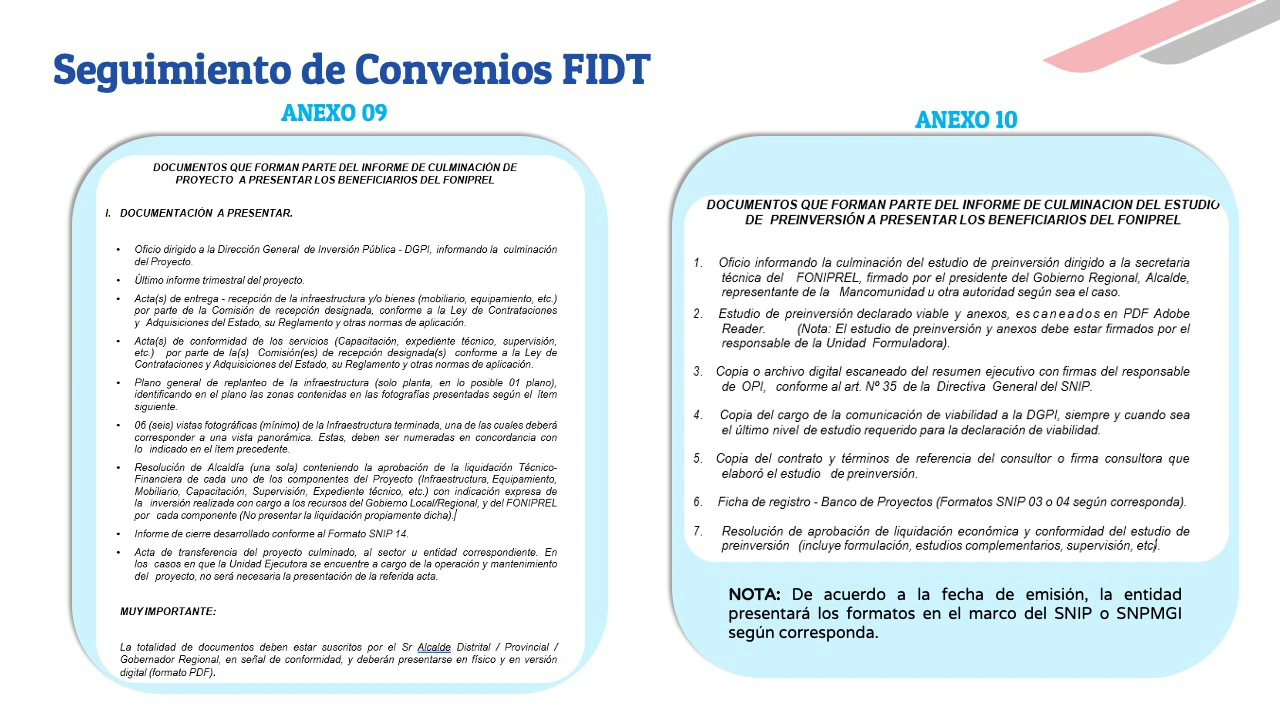 Seguimiento de Convenios FIDT
ANEXO 09
DOCUMENTOS QUE FORMAN PARTE DEL INFORME DE CULMINACIÓN DE
PROYECTO A PRESENTAR LOS BENEFICIARIOS DEL FONIPREL
I. DOCUMENTACIÓN A PRESENTAR.
• Oficio dirigido a la Dirección General de Inversión Pública - DGPI, informando la culminación
del Proyecto.
• Último informe trimestral del proyecto.
• Acta(s) de entrega - recepción de la infraestructura y/o bienes (mobiliario, equipamiento, etc.)
por parte de la Comisión de recepción designada, conforme a la Ley de Contrataciones
y Adquisiciones del Estado, su Reglamento y otras normas de aplicación.
• Acta(s) de conformidad de los servicios (Capacitación, expediente técnico, supervisión,
etc.) por parte de la(s) Comisión(es) de recepción designada(s) conforme a la Ley de
Contrataciones y Adquisiciones del Estado, su Reglamento y otras normas de aplicación.
• Plano general de replanteo de la infraestructura (solo planta, en lo posible 01 plano),
identificando en el plano las zonas contenidas en las fotografías presentadas según el ítem
siguiente.
• 06 (seis) vistas fotográficas (mínimo) de la Infraestructura terminada, una de las cuales deberá
corresponder a una vista panorámica. Estas, deben ser numeradas en concordancia con
lo indicado en el ítem precedente.
• Resolución de Alcaldía (una sola) conteniendo la aprobación de la liquidación Técnico-
Financiera de cada uno de los componentes del Proyecto (Infraestructura, Equipamiento,
Mobiliario, Capacitación, Supervisión, Expediente técnico, etc.) con indicación expresa de
la inversión realizada con cargo a los recursos del Gobierno Local/Regional, y del FONIPREL
por cada componente (No presentar la liquidación propiamente dicha).
• Informe de cierre desarrollado conforme al Formato SNIP 14.
• Acta de transferencia del proyecto culminado, al sector u entidad correspondiente. En
los casos en que la Unidad Ejecutora se encuentre a cargo de la operación y mantenimiento
del proyecto, no será necesaria la presentación de la referida acta.
MUY IMPORTANTE:
La totalidad de documentos deben estar suscritos por el Sr Alcalde Distrital / Provincial /
Gobernador Regional, en señal de conformidad, y deberán presentarse en físico y en versión
digital (formato PDF).
ANEXO 10
DOCUMENTOS QUE FORMAN PARTE DEL INFORME DE CULMINACION DEL ESTUDIO
DE PREINVERSIÓN A PRESENTAR LOS BENEFICIARIOS DEL FONIPREL
1. Oficio informando la culminación del estudio de preinversión dirigido a la secretaria
técnica del FONIPREL, firmado por el presidente del Gobierno Regional, Alcalde,
representante de la Mancomunidad u otra autoridad según sea el caso.
2. Estudio de preinversión declarado viable y anexos, escaneados en PDF Adobe
Reader. (Nota: El estudio de preinversión y anexos debe estar firmados por el
responsable de la Unidad Formuladora).
3. Copia o archivo digital escaneado del resumen ejecutivo con firmas del responsable
de OPI, conforme al art. Nº 35 de la Directiva General del SNIP.
4. Copia del cargo de la comunicación de viabilidad a la DGPI, siempre y cuando sea
el último nivel de estudio requerido para la declaración de viabilidad.
5. Copia del contrato y términos de referencia del consultor o firma consultora que
elaboró el estudio de preinversión.
6. Ficha de registro - Banco de Proyectos (Formatos SNIP 03 o 04 según corresponda).
7. Resolución de aprobación de liquidación económica y conformidad del estudio de
preinversión (incluye formulación, estudios complementarios, supervisión, etc).
NOTA: De acuerdo a la fecha de emisión, la entidad
presentará los formatos en el marco del SNIP o SNPMGI
según corresponda.